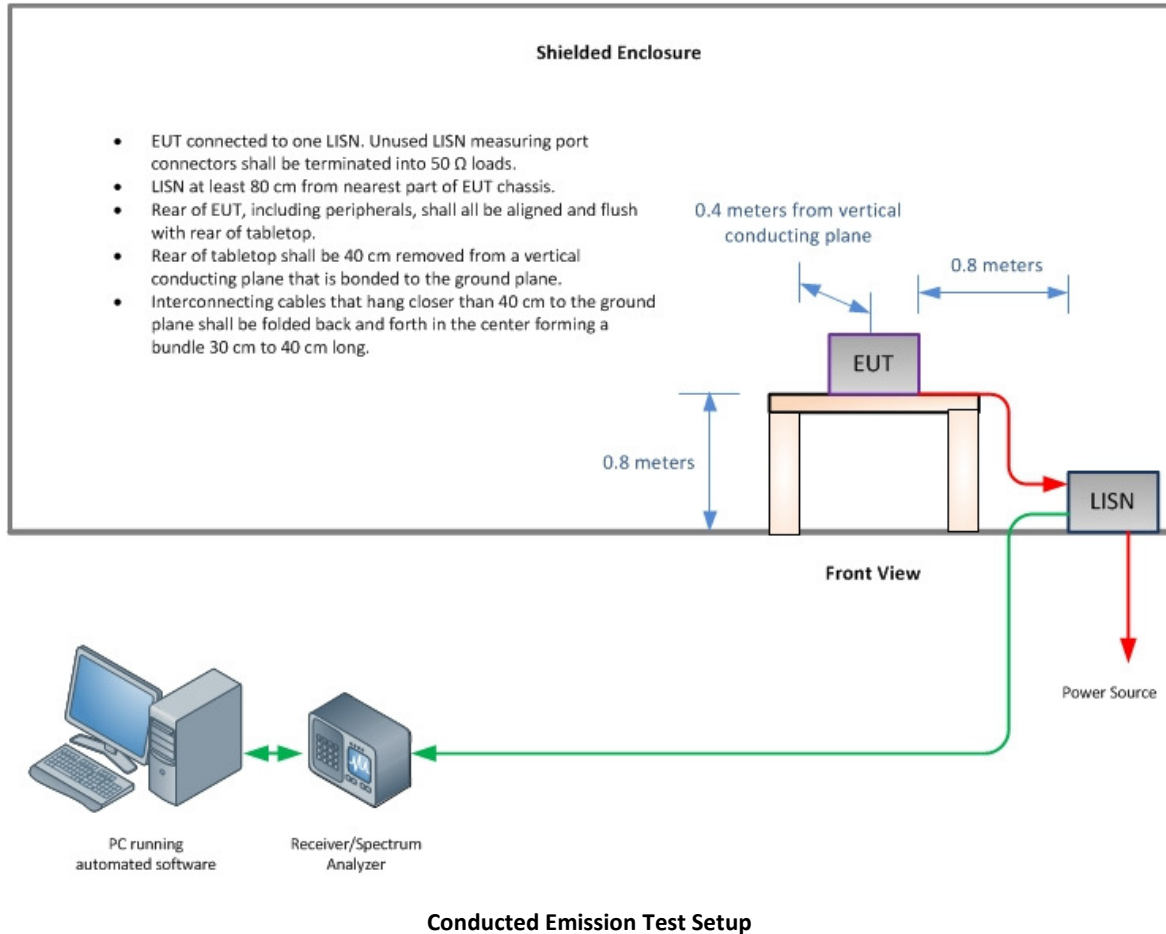 Shielded Enclosure
• EUT connected to one LISN. Unused LISN measuring port
connectors shall be terminated into 50 Ω loads.
• LISN at least 80 cm from nearest part of EUT chassis.
• Rear of EUT, including peripherals, shall all be aligned and flush
with rear of tabletop.
• Rear of tabletop shall be 40 cm removed from a vertical
conducting plane that is bonded to the ground plane.
• Interconnecting cables that hang closer than 40 cm to the ground
plane shall be folded back and forth in the center forming a
bundle 30 cm to 40 cm long.
0.4 meters from vertical
conducting plane
0.8 meters
EUT
0.8 meters
LISN
Front View
Power Source
PC running
automated software
Receiver/Spectrum
Analyzer
Conducted Emission Test Setup